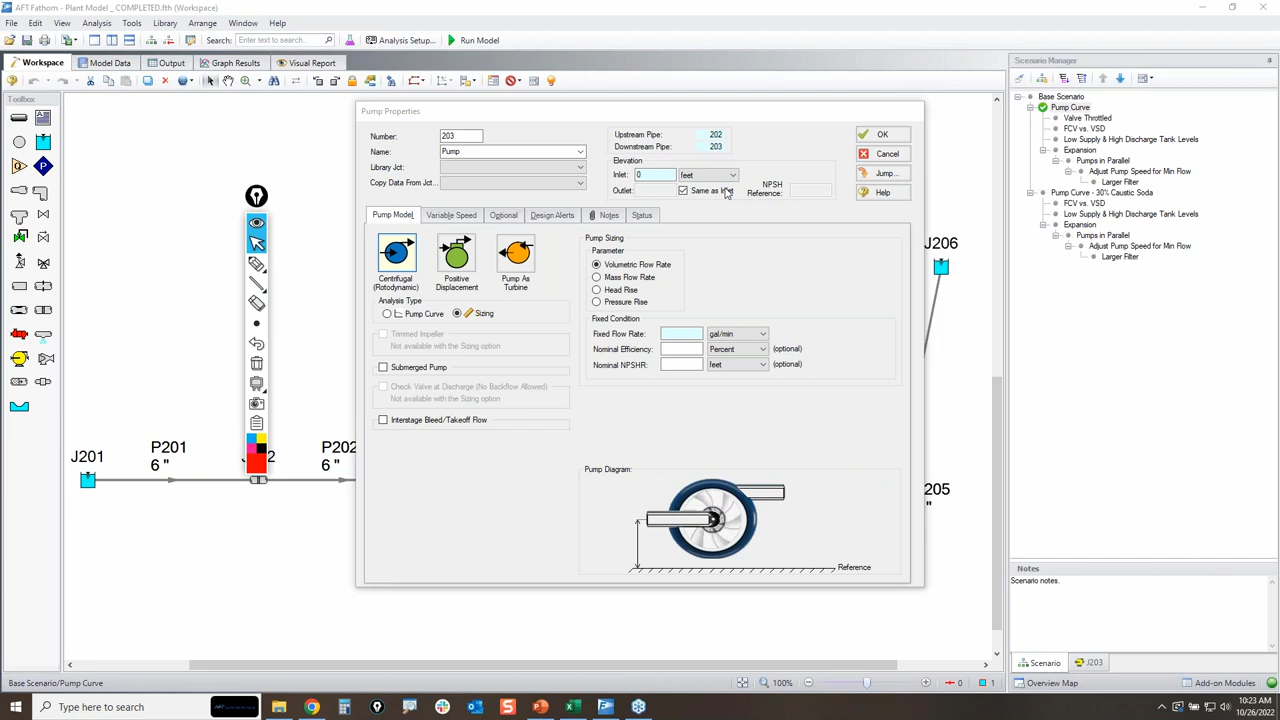 AFT Fathom - Plant Model _ COMPLETED.fth (Workspace)
File Edit View Analysis Tools Library Arrange Window Help
Search: Enter text to search... Analysis Setup... Run Model
Workspace Model Data Output Graph Results Visual Report
Toolbox
Scenario Manager
Base Scenario
Pump Curve
Valve Throttled
FCV vs. VSD
Low Supply & High Discharge Tank Levels
Expansion
Pumps in Parallel
Adjust Pump Speed for Min Flow
Larger Filter
Pump Curve - 30% Caustic Soda
FCV vs. VSD
Low Supply & High Discharge Tank Levels
Expansion
Pumps in Parallel
Adjust Pump Speed for Min Flow
Larger Filter
Pump Properties
Number: 203
Name: Pump
Library Jct:
Copy Data From Jct...
Upstream Pipe: 202
Downstream Pipe: 203
Elevation
Inlet: 0 feet
Outlet: Same as Inlet
NPSH
Reference:
OK
Cancel
Jump...
Help
Pump Model Variable Speed Optional Design Alerts Notes Status
Centrifugal
(Rotodynamic)
Positive
Displacement
Pump As
Turbine
Analysis Type
Pump Curve Sizing
Trimmed Impeller
Not available with the Sizing option
Submerged Pump
Check Valve at Discharge (No Backflow Allowed)
Not available with the Sizing option
Interstage Bleed/Takeoff Flow
Pump Sizing
Parameter
Volumetric Flow Rate
Mass Flow Rate
Head Rise
Pressure Rise
Fixed Condition
Fixed Flow Rate: gal/min
Nominal Efficiency: Percent (optional)
Nominal NPSHR: feet (optional)
Pump Diagram:
Reference
J201
P201
6 "
2
P202
6 "
J206
205
"
Notes
Scenario notes.
Scenario J203
Base Scenario/Pump Curve
100%
0
1
Overview Map
Add-on Modules
Type here to search
10:23 AM
10/26/2022